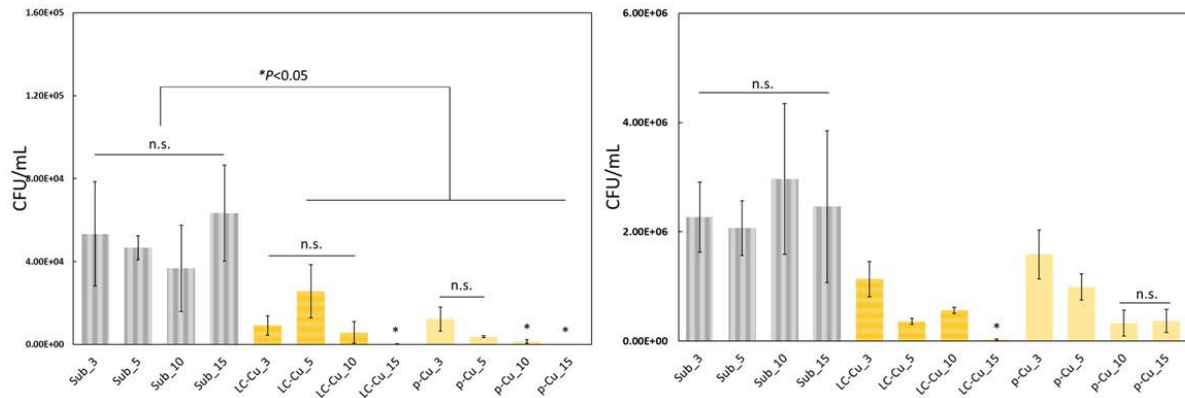 1.60E+05
1.20E+05
8.00E+04
4.00E+04
0.00E+00
CFU/mL
*P<0.05
n.s.
n.s.
n.s.
*
*
*
Sub_3
Sub_5
Sub_10
Sub_15
LC-Cu_3
LC-Cu_5
LC-Cu_10
LC-Cu_15
p-Cu_3
p-Cu_5
p-Cu_10
p-Cu_15
6.00E+06
4.00E+06
2.00E+06
0.00E+00
CFU/mL
n.s.
n.s.
*
Sub_3
Sub_5
Sub_10
Sub_15
LC-Cu_3
LC-Cu_5
LC-Cu_10
LC-Cu_15
p-Cu_3
p-Cu_5
p-Cu_10
p-Cu_15